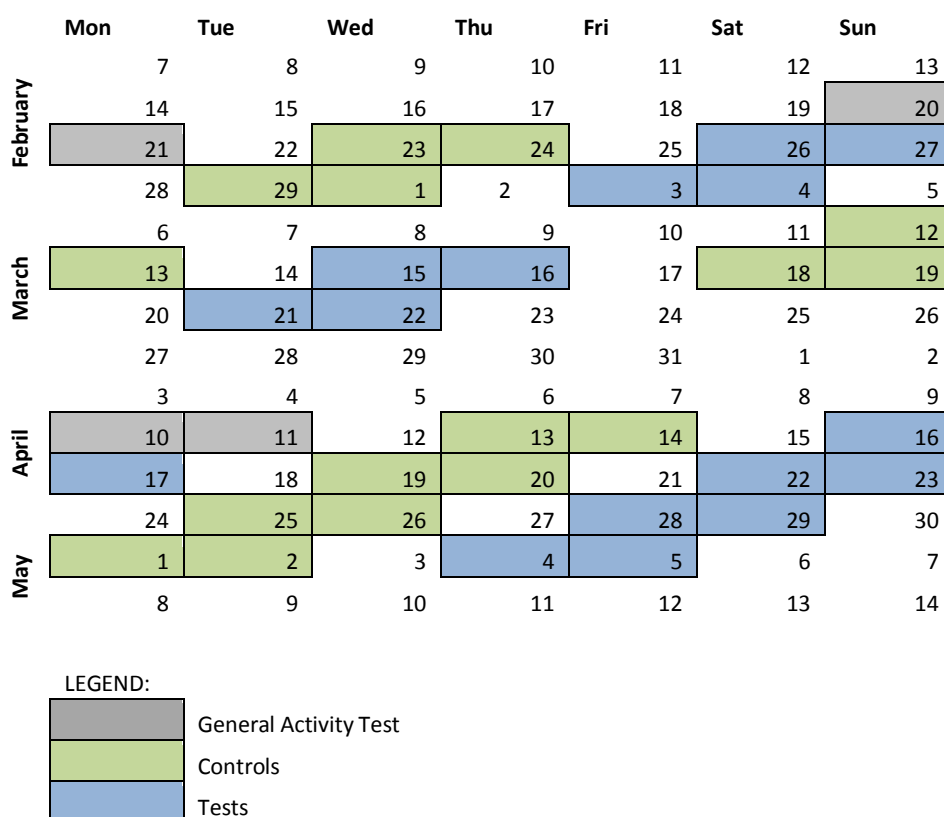 Mon Tue Wed Thu Fri Sat Sun
February
7 8 9 10 11 12 13
14 15 16 17 18 19 20
21 22 23 24 25 26 27
28 29 1 2 3 4 5
March
6 7 8 9 10 11 12
13 14 15 16 17 18 19
20 21 22 23 24 25 26
27 28 29 30 31 1 2
April
3 4 5 6 7 8 9
10 11 12 13 14 15 16
17 18 19 20 21 22 23
24 25 26 27 28 29 30
May
1 2 3 4 5 6 7
8 9 10 11 12 13 14
LEGEND:
General Activity Test
Controls
Tests